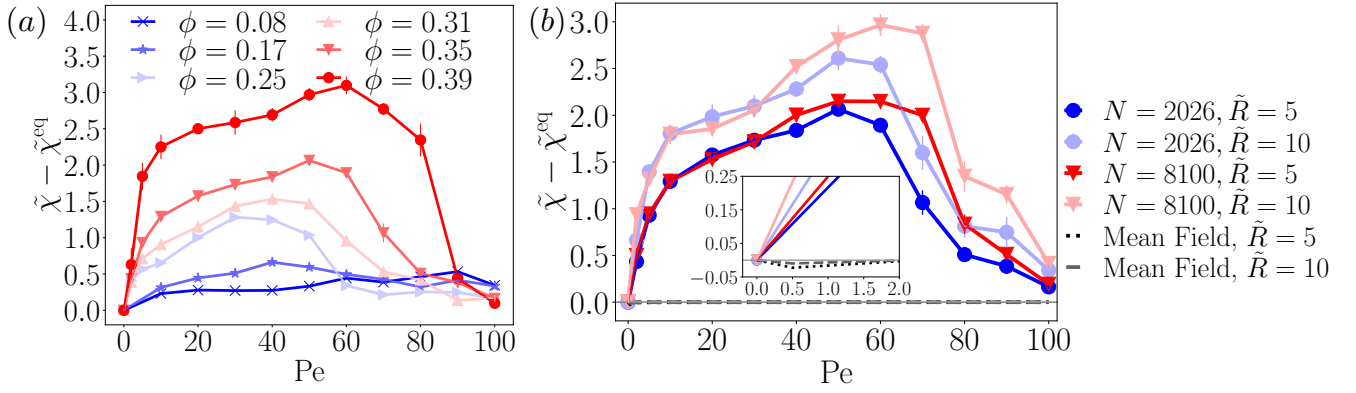 (a)
4.0
3.5
3.0
2.5
2.0
1.5
1.0
0.5
0.0
χ̃ − χ̃^eq
ϕ = 0.08
ϕ = 0.17
ϕ = 0.25
ϕ = 0.31
ϕ = 0.35
ϕ = 0.39
0 20 40 60 80 100
Pe
(b)
3.0
2.5
2.0
1.5
1.0
0.5
0.0
χ̃ − χ̃^eq
0.25
0.15
0.05
−0.05
0.0 0.5 1.0 1.5 2.0
0 20 40 60 80 100
Pe
N = 2026, R̃ = 5
N = 2026, R̃ = 10
N = 8100, R̃ = 5
N = 8100, R̃ = 10
Mean Field, R̃ = 5
Mean Field, R̃ = 10